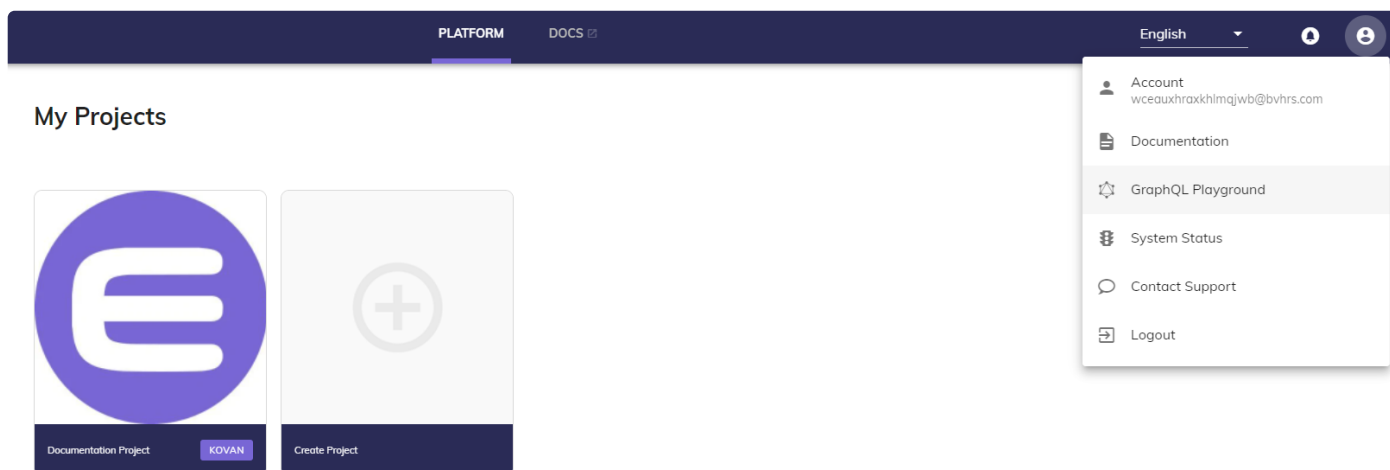 PLATFORM
DOCS
English
My Projects
Account
wceauxhraxkhlmqjwb@bvhrs.com
Documentation
GraphQL Playground
System Status
Contact Support
Logout
Documentation Project
KOVAN
Create Project